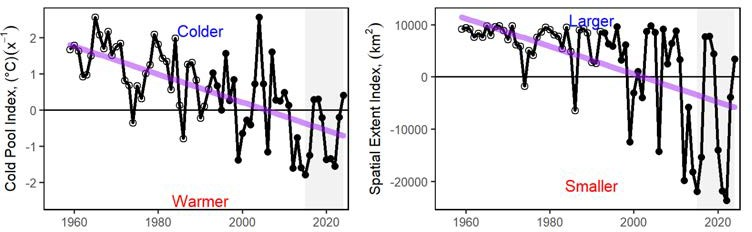 Cold Pool Index, (°C)(x⁻¹)
2
1
0
-1
-2
Colder
Warmer
1960
1980
2000
2020
Spatial Extent Index, (km²)
10000
0
-10000
-20000
Larger
Smaller
1960
1980
2000
2020